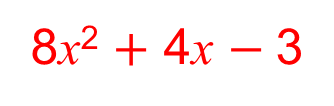 8x² + 4x − 3